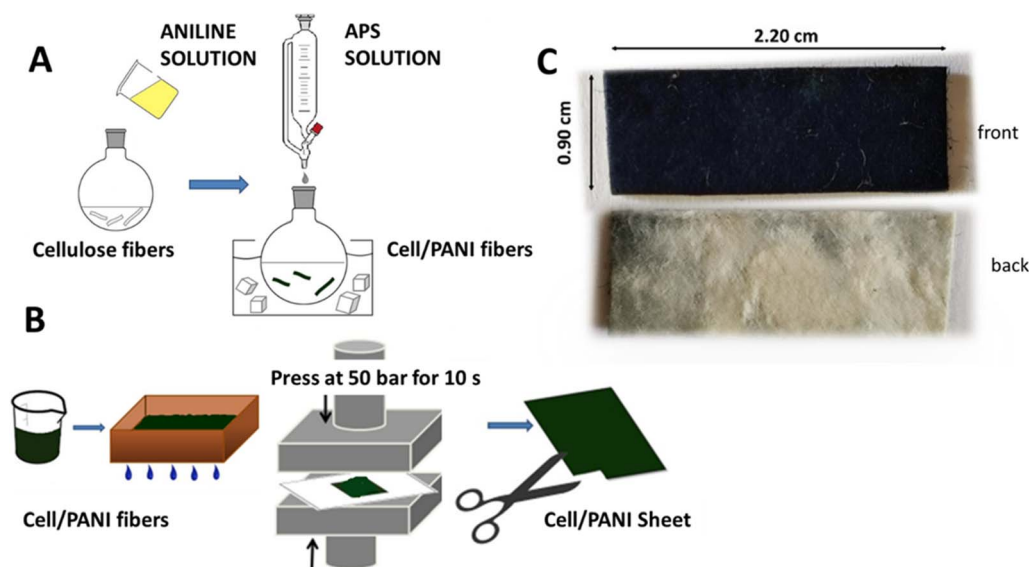 A
ANILINE
SOLUTION
APS
SOLUTION
Cellulose fibers
Cell/PANI fibers
B
Press at 50 bar for 10 s
Cell/PANI fibers
Cell/PANI Sheet
C
2.20 cm
0.90 cm
front
back